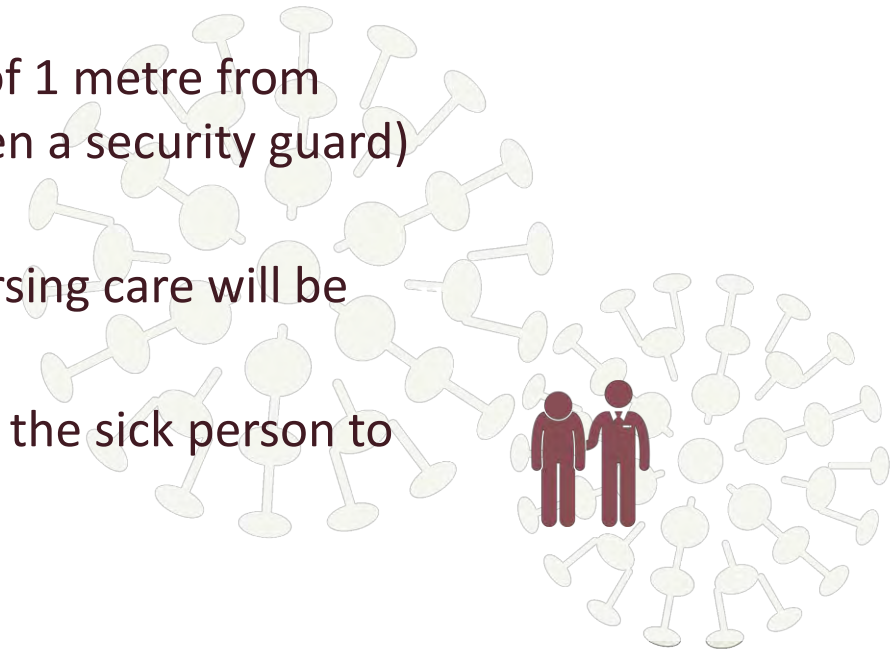 of 1 metre from
en a security guard)
rsing care will be
the sick person to